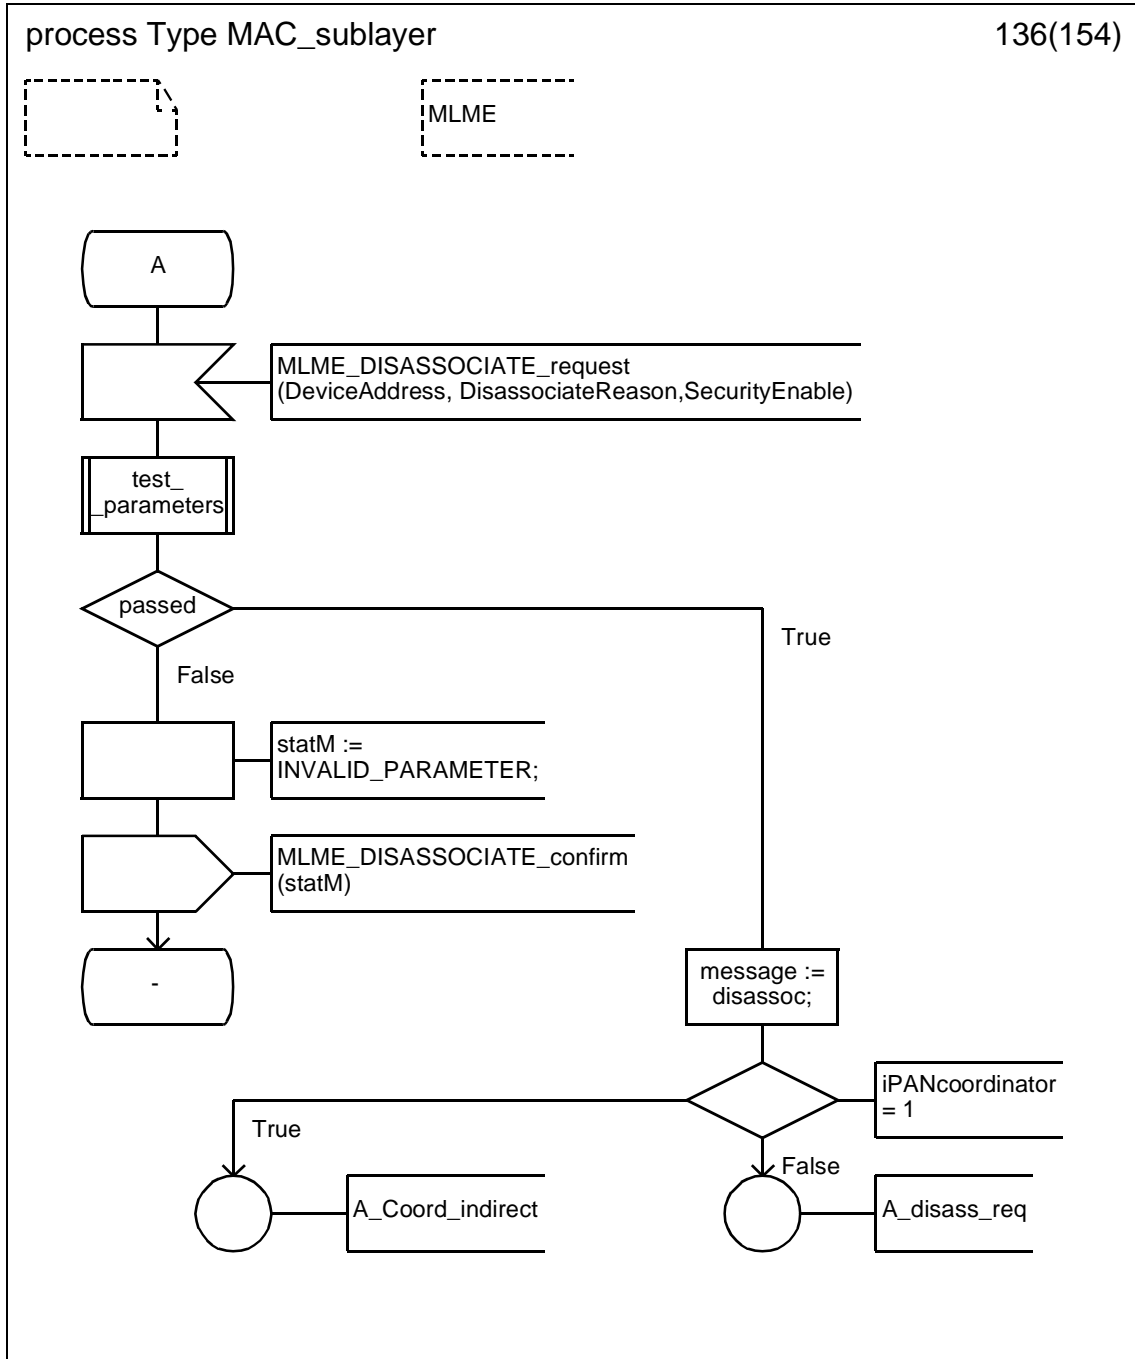 process Type MAC_sublayer
136(154)
MLME
A
MLME_DISASSOCIATE_request
(DeviceAddress, DisassociateReason,SecurityEnable)
test_
_parameters
passed
True
False
statM :=
INVALID_PARAMETER;
MLME_DISASSOCIATE_confirm
(statM)
-
message :=
disassoc;
iPANcoordinator
= 1
True
False
A_Coord_indirect
A_disass_req